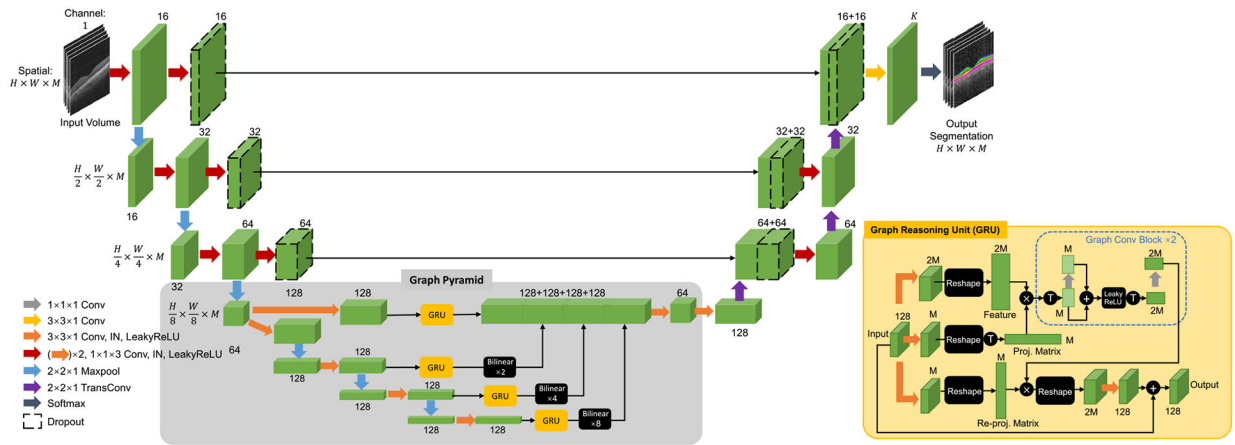 Channel:
1
16
16
Spatial:
H × W × M
Input Volume
16+16
K
Output
Segmentation
H × W × M
H/2 × W/2 × M
16
32
32
32+32
32
H/4 × W/4 × M
32
64
64
64+64
64
Graph Pyramid
H/8 × W/8 × M
64
128
128
GRU
128+128+128+128
64
128
128
128
GRU
Bilinear
×2
128
128
GRU
Bilinear
×4
128
128
GRU
Bilinear
×8
1×1×1 Conv
3×3×1 Conv
3×3×1 Conv, IN, LeakyReLU
( )×2, 1×1×3 Conv, IN, LeakyReLU
2×2×1 Maxpool
2×2×1 TransConv
Softmax
Dropout
Graph Reasoning Unit (GRU)
Graph Conv Block ×2
2M
Reshape
2M
Feature
×
T
M
M
+
Leaky
ReLU
T
2M
2M
Input
128
M
Reshape
T
M
Proj. Matrix
M
Reshape
M
Re-proj. Matrix
×
Reshape
2M
128
+
128
Output